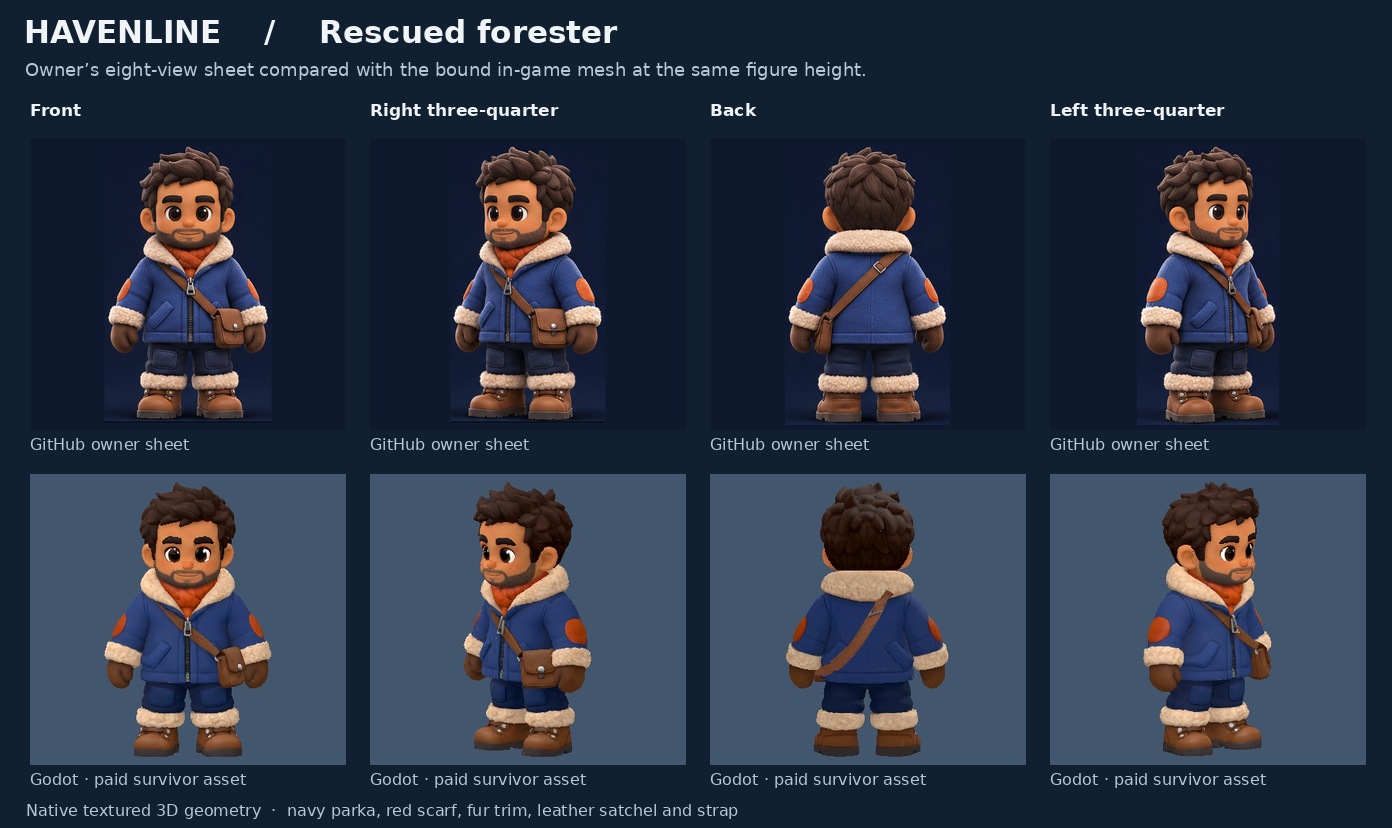 HAVENLINE / Rescued forester
Owner’s eight-view sheet compared with the bound in-game mesh at the same figure height.
Front Right three-quarter Back Left three-quarter
GitHub owner sheet GitHub owner sheet GitHub owner sheet GitHub owner sheet
Godot · paid survivor asset Godot · paid survivor asset Godot · paid survivor asset Godot · paid survivor asset
Native textured 3D geometry · navy parka, red scarf, fur trim, leather satchel and strap